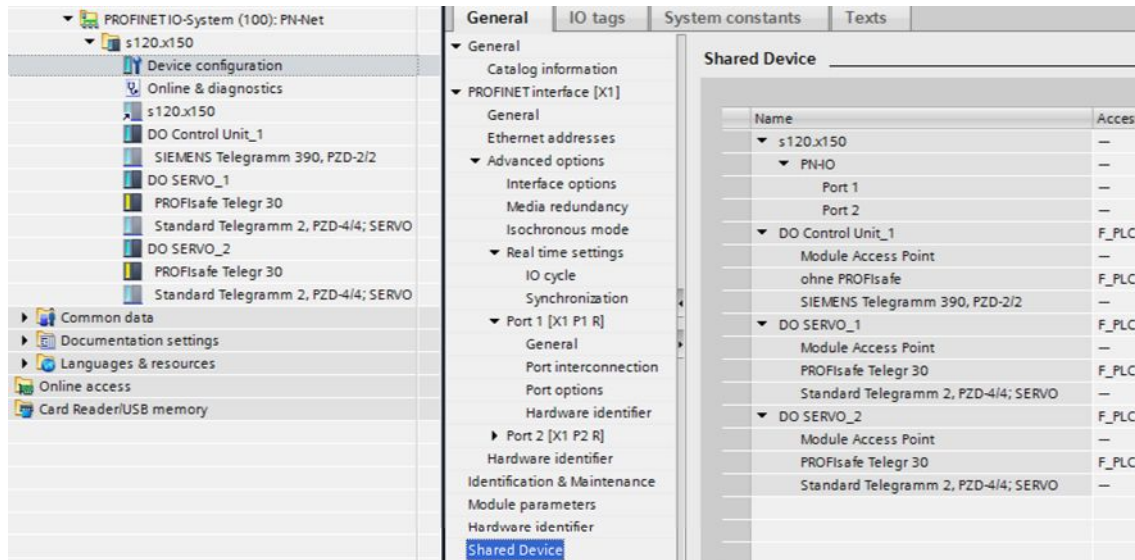 PROFINET IO-System (100): PN-Net
s120.x150
Device configuration
Online & diagnostics
s120.x150
DO Control Unit_1
SIEMENS Telegramm 390, PZD-2/2
DO SERVO_1
PROFIsafe Telegr 30
Standard Telegramm 2, PZD-4/4; SERVO
DO SERVO_2
PROFIsafe Telegr 30
Standard Telegramm 2, PZD-4/4; SERVO
Common data
Documentation settings
Languages & resources
Online access
Card Reader/USB memory
General IO tags System constants Texts
General
Catalog information
PROFINET interface [X1]
General
Ethernet addresses
Advanced options
Interface options
Media redundancy
Isochronous mode
Real time settings
IO cycle
Synchronization
Port 1 [X1 P1 R]
General
Port interconnection
Port options
Hardware identifier
Port 2 [X1 P2 R]
Hardware identifier
Identification & Maintenance
Module parameters
Hardware identifier
Shared Device
Shared Device
Name Acces
s120.x150 —
PN-IO —
Port 1 —
Port 2 —
DO Control Unit_1 F_PLC
Module Access Point —
ohne PROFIsafe F_PLC
SIEMENS Telegramm 390, PZD-2/2 —
DO SERVO_1 F_PLC
Module Access Point —
PROFIsafe Telegr 30 F_PLC
Standard Telegramm 2, PZD-4/4; SERVO —
DO SERVO_2 F_PLC
Module Access Point —
PROFIsafe Telegr 30 F_PLC
Standard Telegramm 2, PZD-4/4; SERVO —